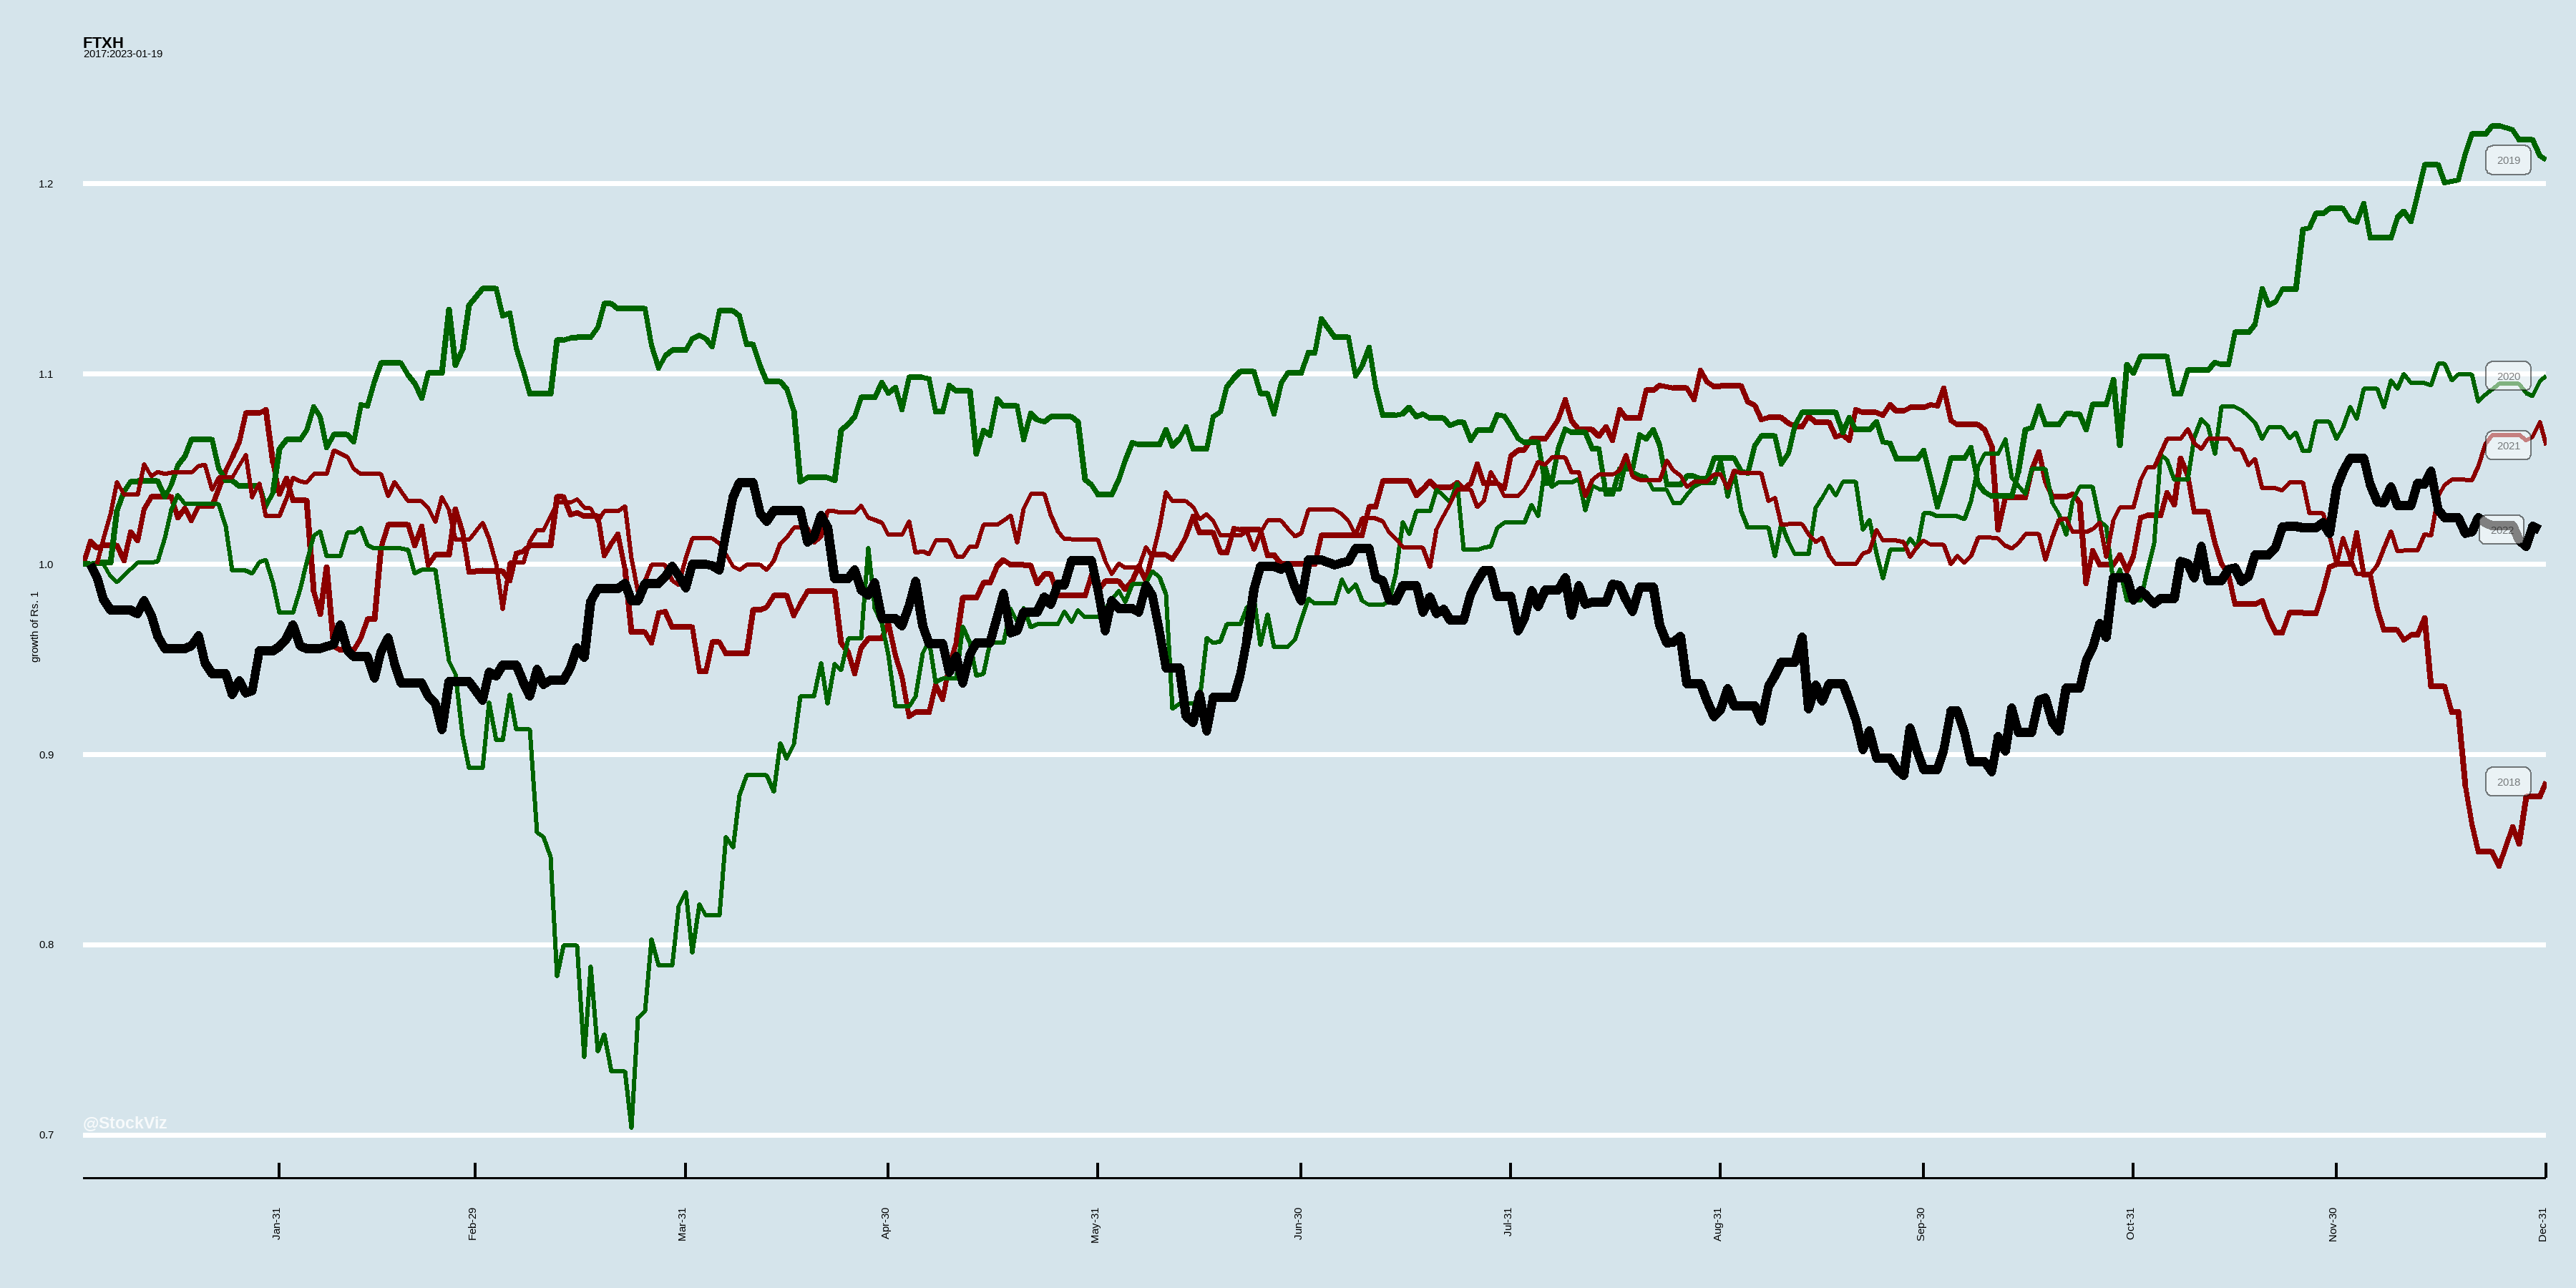 FTXH
2017:2023-01-19
1.2
1.1
1.0
0.9
0.8
0.7
growth of Rs. 1
2019
2020
2021
2022
2018
@StockViz
Jan-31
Feb-29
Mar-31
Apr-30
May-31
Jun-30
Jul-31
Aug-31
Sep-30
Oct-31
Nov-30
Dec-31